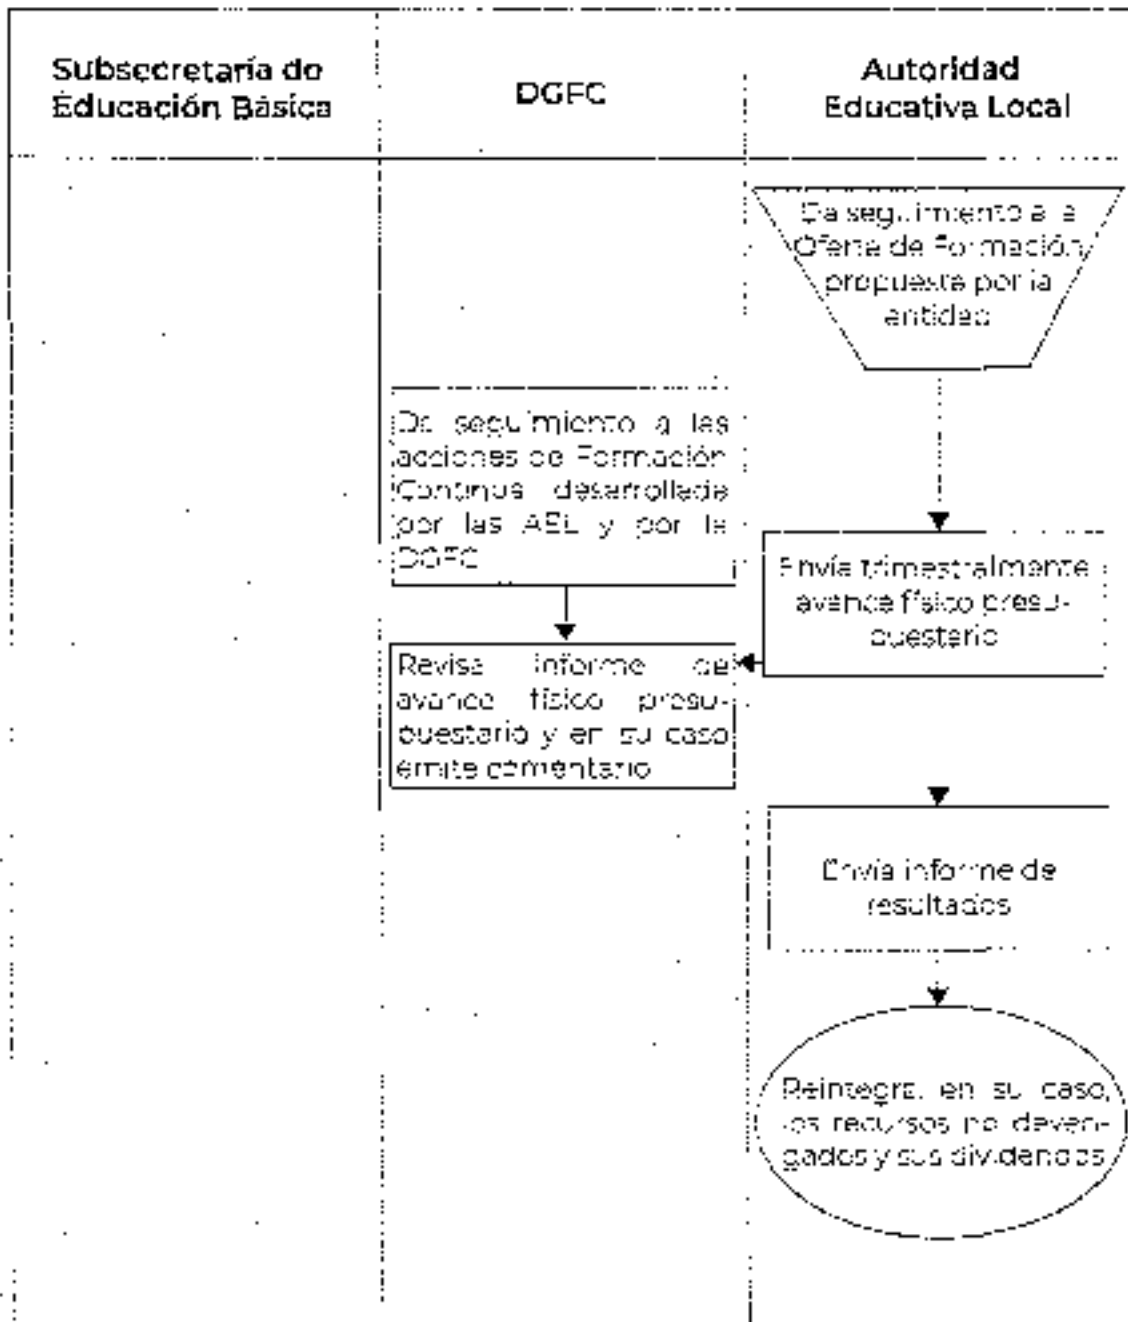 Subsecretaría de
Educación Básica
DGFC
Autoridad
Educativa Local
Da seguimiento a la
Oferta de Formación
propuesta por la
entidad
Da seguimiento a las
acciones de Formación
Continua desarrollada
por las AEL y por la
DGFC
Envía trimestralmente
avance físico presu-
puestario
Revisa informe de
avance físico presu-
puestario y en su caso
emite comentario
Envía informe de
resultados
Reintegra, en su caso,
los recursos no deven-
gados y sus dividendos